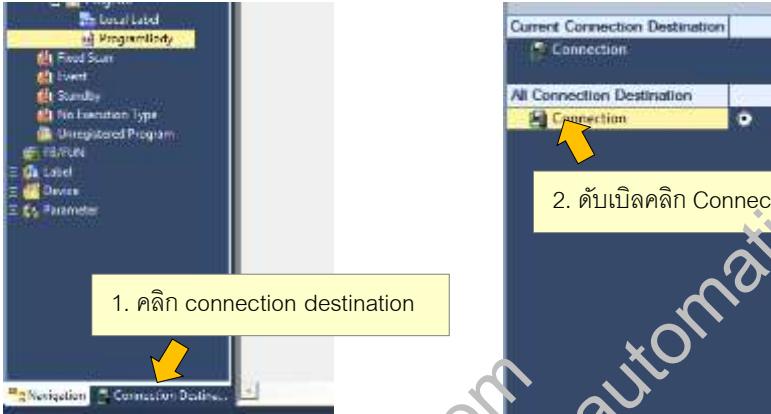 Local Label
ProgramBody
Fixed Scan
Event
Standby
No Execution Type
Unregistered Program
FB/FUN
Label
Device
Parameter
1. คลิก connection destination
Navigation
Connection Destina...
Current Connection Destination
Connection
All Connection Destination
Connection
2. ดับเบิลคลิก Connec
automati
om